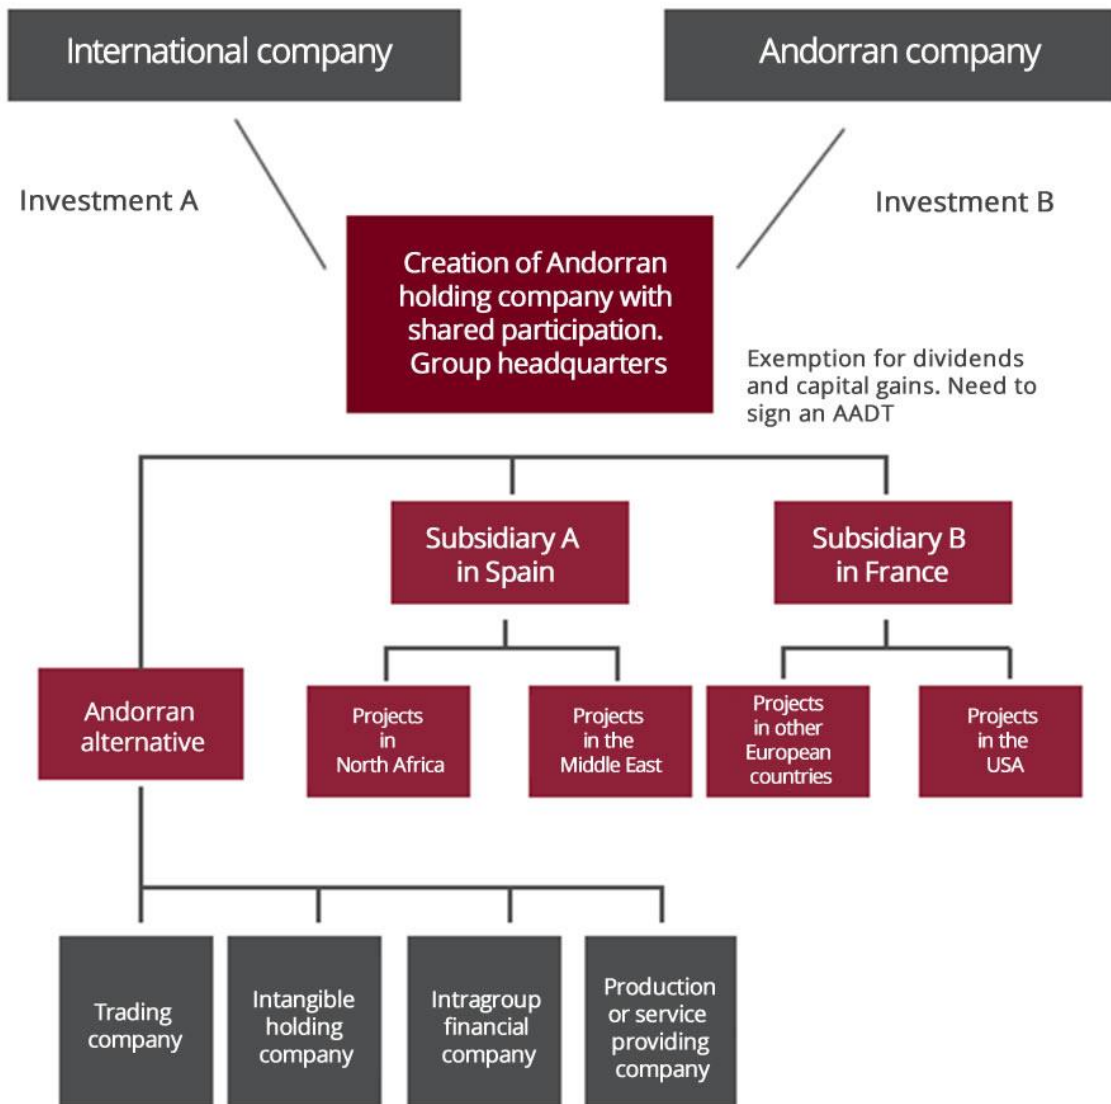 International company
Andorran company
Investment A
Investment B
Creation of Andorran
holding company with
shared participation.
Group headquarters
Exemption for dividends
and capital gains. Need to
sign an AADT
Subsidiary A
in Spain
Subsidiary B
in France
Andorran
alternative
Projects
in
North Africa
Projects
in the
Middle East
Projects
in other
European
countries
Projects
in the
USA
Trading
company
Intangible
holding
company
Intragroup
financial
company
Production
or service
providing
company